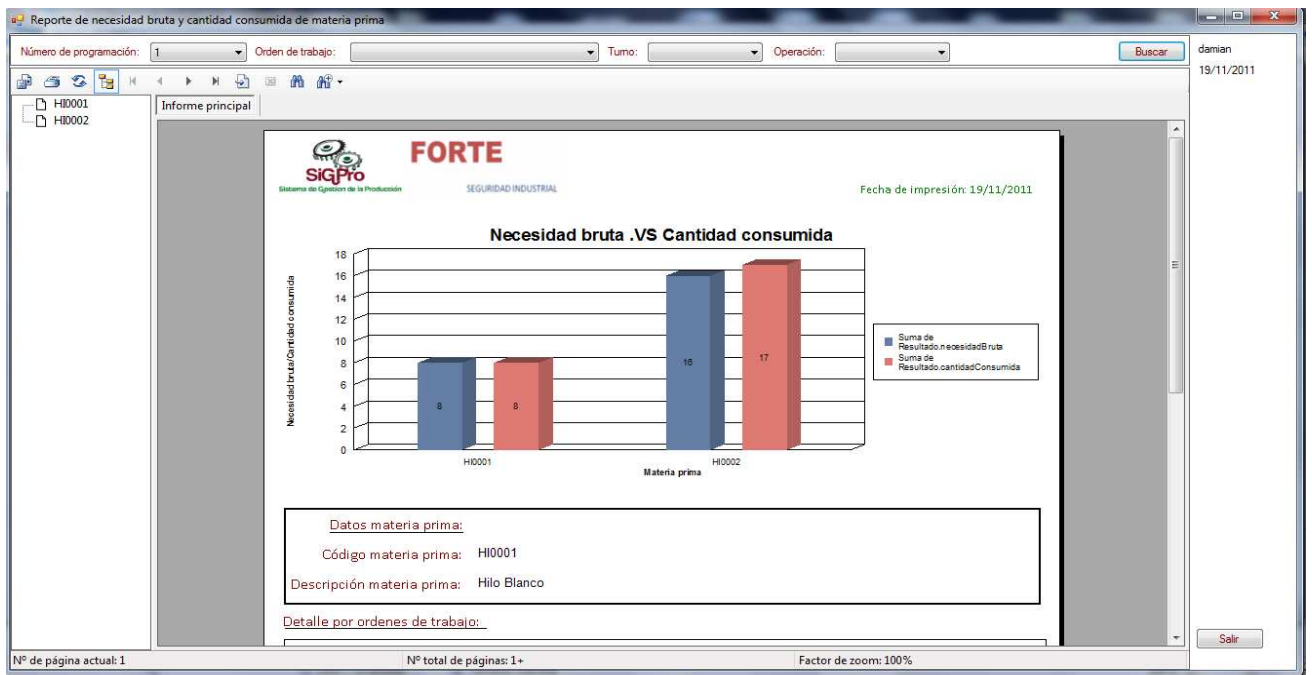 Reporte de necesidad bruta y cantidad consumida de materia prima
Número de programación: 1 Orden de trabajo: Turno: Operación: Buscar
damian
19/11/2011
HI0001
HI0002
Informe principal
SiGPro
Sistema de Gestion de la Producción
FORTE
SEGURIDAD INDUSTRIAL
Fecha de impresión: 19/11/2011
Necesidad bruta .VS Cantidad consumida
Necesidad bruta/Cantidad consumida
18
16
14
12
10
8
6
4
2
0
8
8
16
17
HI0001
HI0002
Materia prima
Suma de
Resultado.necesidadBruta
Suma de
Resultado.cantidadConsumida
Datos materia prima:
Código materia prima: HI0001
Descripción materia prima: Hilo Blanco
Detalle por ordenes de trabajo:
Salir
Nº de página actual: 1 Nº total de páginas: 1+ Factor de zoom: 100%